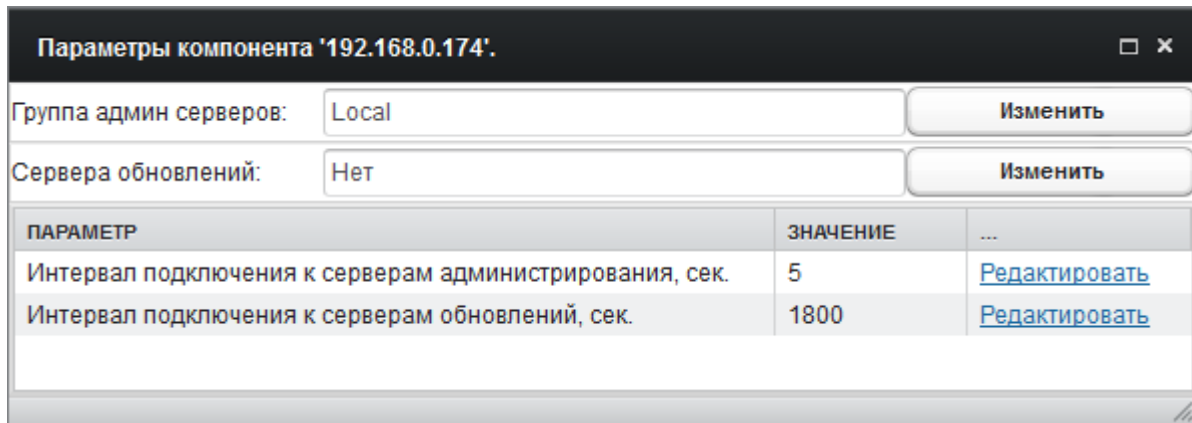 Параметры компонента '192.168.0.174'.
Группа админ серверов: Local Изменить
Сервера обновлений: Нет Изменить
ПАРАМЕТР ЗНАЧЕНИЕ ...
Интервал подключения к серверам администрирования, сек. 5 Редактировать
Интервал подключения к серверам обновлений, сек. 1800 Редактировать